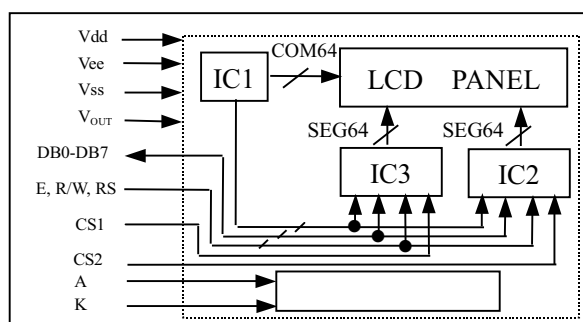 Vdd
Vee
Vss
VOUT
DB0-DB7
E, R/W, RS
CS1
CS2
A
K
IC1
COM64
LCD PANEL
SEG64
SEG64
IC3
IC2